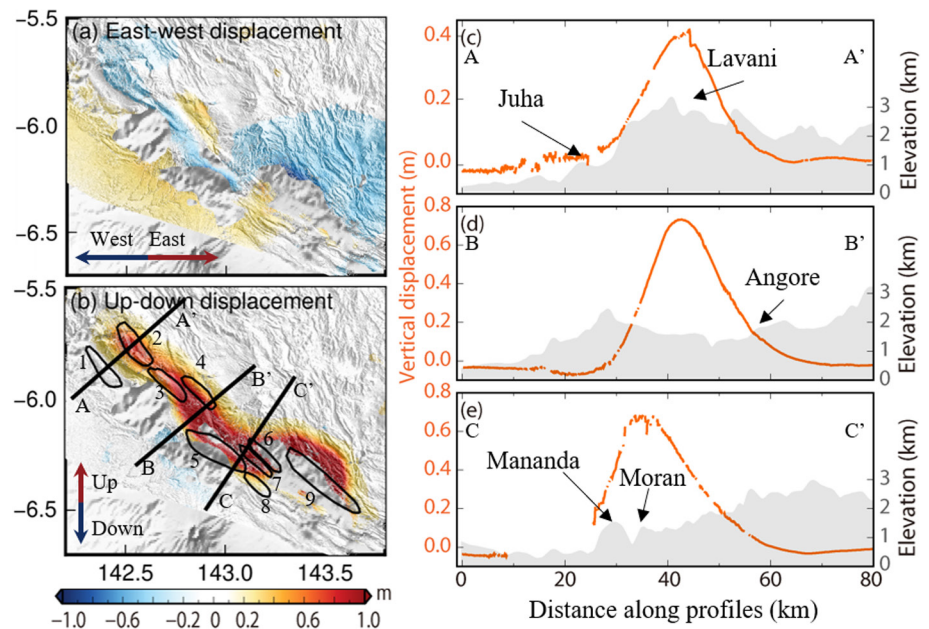 (a) East-west displacement
−5.5
−6.0
−6.5
West East
(b) Up-down displacement
−5.5
−6.0
−6.5
A'
1
2
4
3
A
B'
C'
B
5
6
7
8
9
C
Up
Down
142.5 143.0 143.5
m
−1.0 −0.6 −0.2 0 0.2 0.6 1.0
(c)
A
A'
0.4
0.2
0.0
Juha
Lavani
3
2
1
0
Elevation (km)
Vertical displacement (m)
(d)
B
B'
0.8
0.6
0.4
0.2
0.0
Angore
3
2
1
0
Elevation (km)
(e)
C
C'
0.8
0.6
0.4
0.2
0.0
Mananda
Moran
3
2
1
0
Elevation (km)
0 20 40 60 80
Distance along profiles (km)